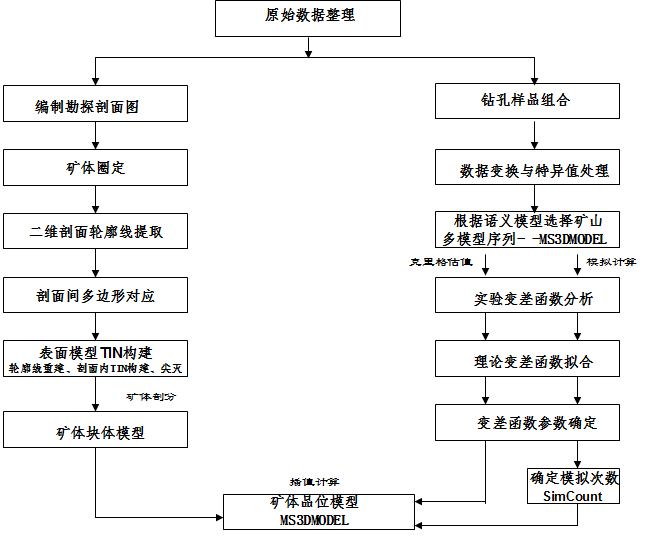 原始数据整理
编制勘探剖面图
矿体圈定
二维剖面轮廓线提取
剖面间多边形对应
表面模型TIN构建
轮廓线重建、剖面内TIN构建、尖灭
矿体剖分
矿体块体模型
钻孔样品组合
数据变换与特异值处理
根据语义模型选择矿山
多模型序列- -MS3DMODEL
克里格估值
模拟计算
实验变差函数分析
理论变差函数拟合
变差函数参数确定
确定模拟次数
SimCount
插值计算
矿体品位模型
MS3DMODEL